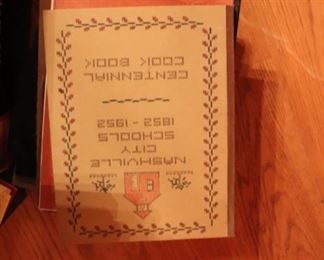 NASHVILLE
CITY
SCHOOLS
1852 - 1952
CENTENNIAL
COOK BOOK